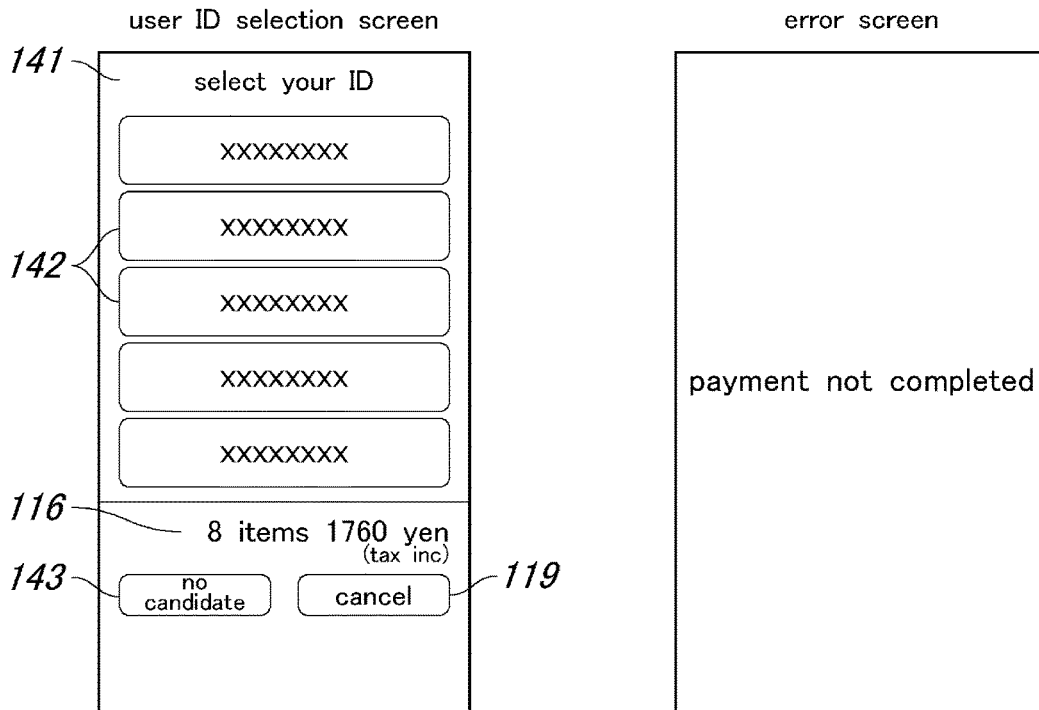 user ID selection screen
141
select your ID
XXXXXXXX
XXXXXXXX
142
XXXXXXXX
XXXXXXXX
XXXXXXXX
116
8 items 1760 yen
(tax inc)
143
no
candidate
cancel
119
error screen
payment not completed